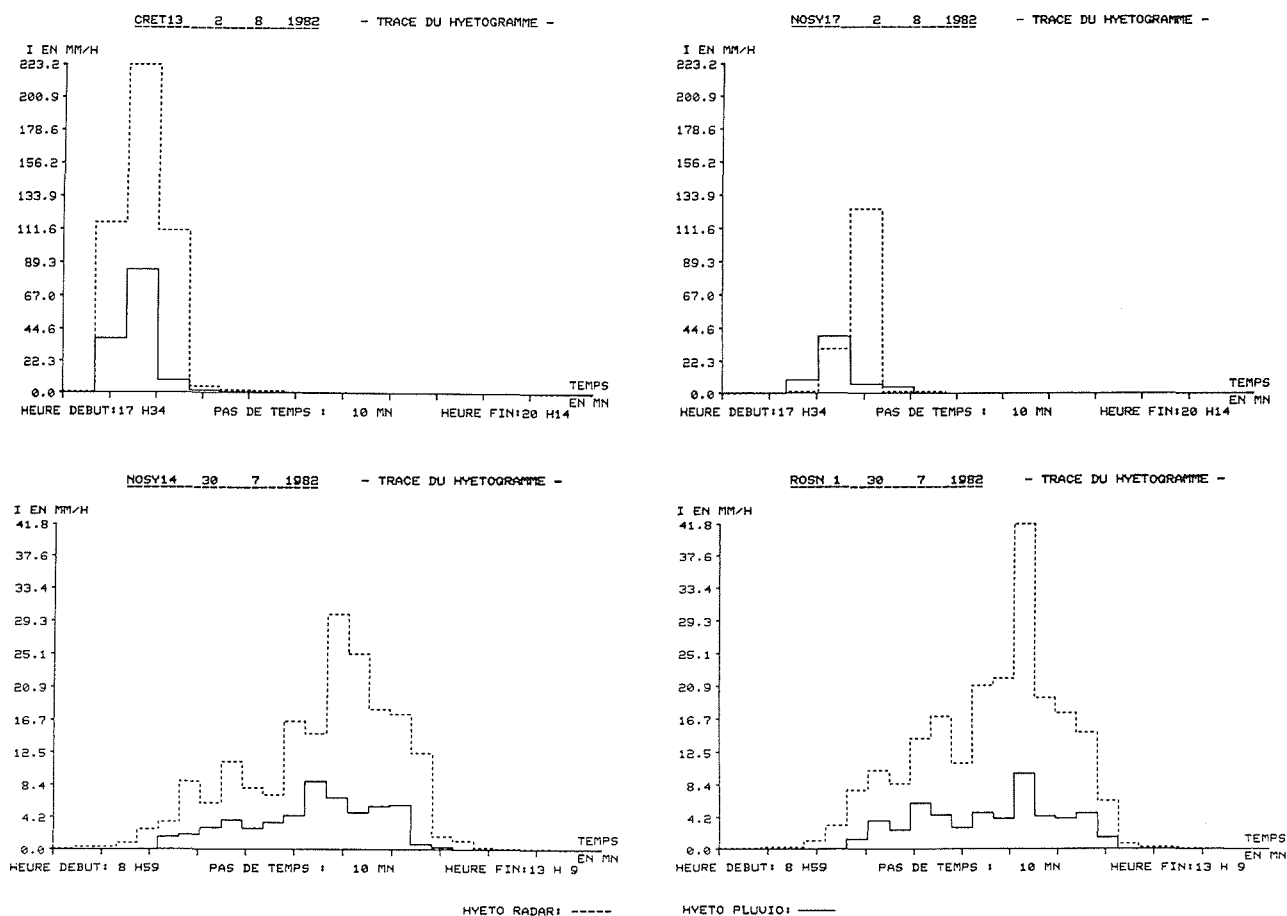 CRET13 2 8 1982 - TRACE DU HYETOGRAMME -
I EN MM/H
223.2
200.9
178.6
156.2
133.9
111.6
89.3
67.0
44.6
22.3
0.0
TEMPS
EN MN
HEURE DEBUT:17 H34 PAS DE TEMPS : 10 MN HEURE FIN:20 H14
NOSY17 2 8 1982 - TRACE DU HYETOGRAMME -
I EN MM/H
223.2
200.9
178.6
156.2
133.9
111.6
89.3
67.0
44.6
22.3
0.0
TEMPS
EN MN
HEURE DEBUT:17 H34 PAS DE TEMPS : 10 MN HEURE FIN:20 H14
NOSY14 30 7 1982 - TRACE DU HYETOGRAMME -
I EN MM/H
41.8
37.6
33.4
29.3
25.1
20.9
16.7
12.5
8.4
4.2
0.0
TEMPS
EN MN
HEURE DEBUT: 8 H59 PAS DE TEMPS : 10 MN HEURE FIN:13 H 9
ROSN 1 30 7 1982 - TRACE DU HYETOGRAMME -
I EN MM/H
41.8
37.6
33.4
29.3
25.1
20.9
16.7
12.5
8.4
4.2
0.0
TEMPS
EN MN
HEURE DEBUT: 8 H59 PAS DE TEMPS : 10 MN HEURE FIN:13 H 9
HYETO RADAR: HYETO PLUVIO: